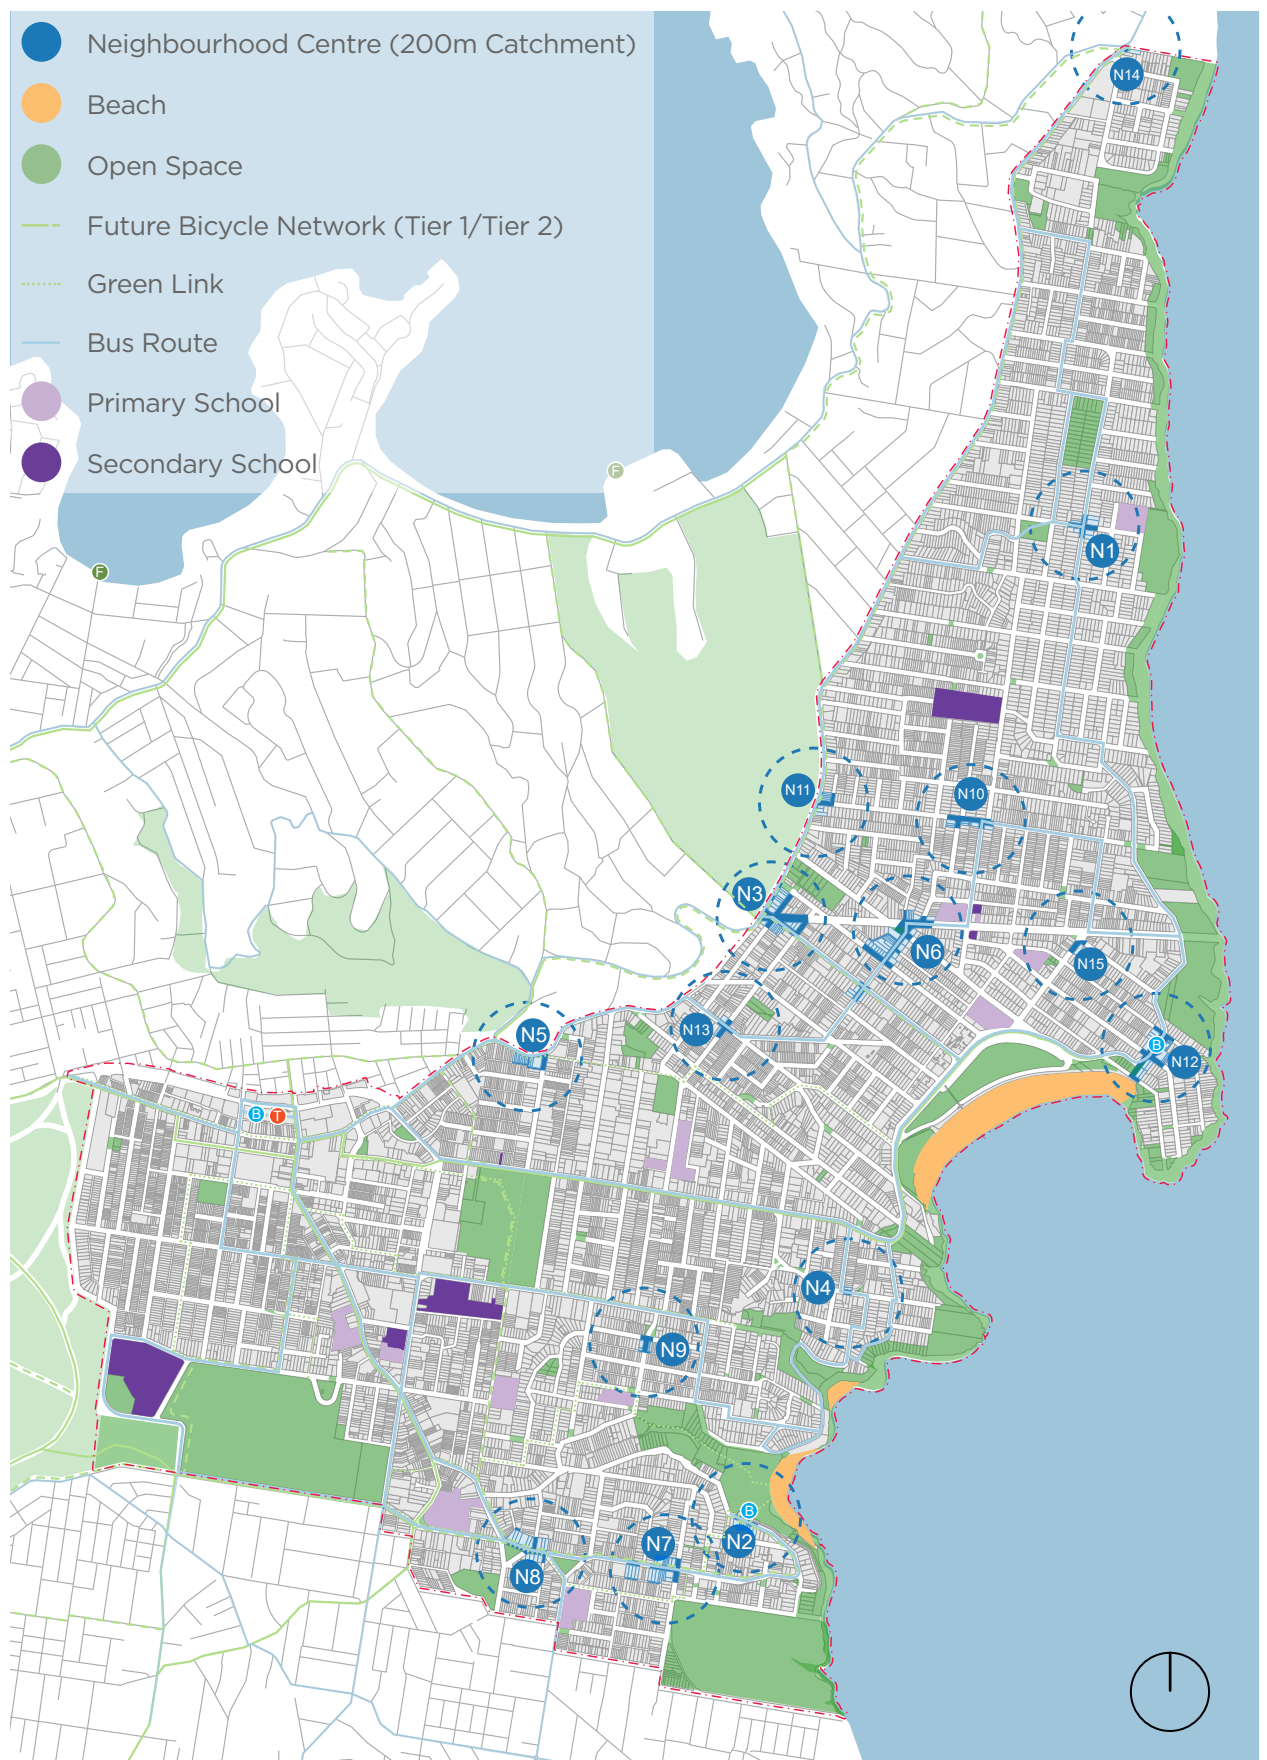 Neighbourhood Centre (200m Catchment)
Beach
Open Space
Future Bicycle Network (Tier 1/Tier 2)
Green Link
Bus Route
Primary School
Secondary School
N14
F
F
N1
N11
N10
N3
N6
N15
N13
N5
B
N12
B
T
N4
N9
B
N7
N2
N8